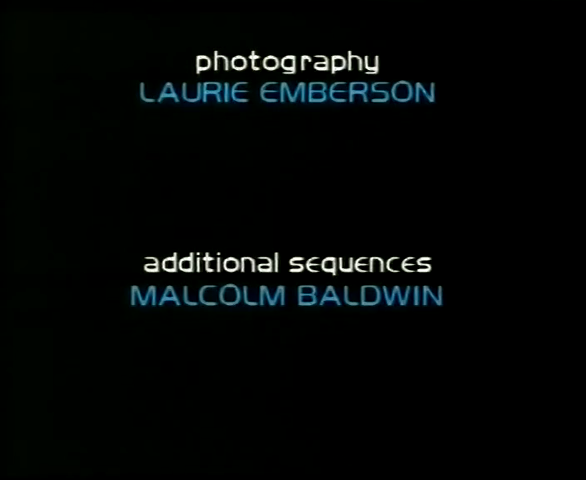 photography
LAURIE EMBERSON
additional sequences
MALCOLM BALDWIN